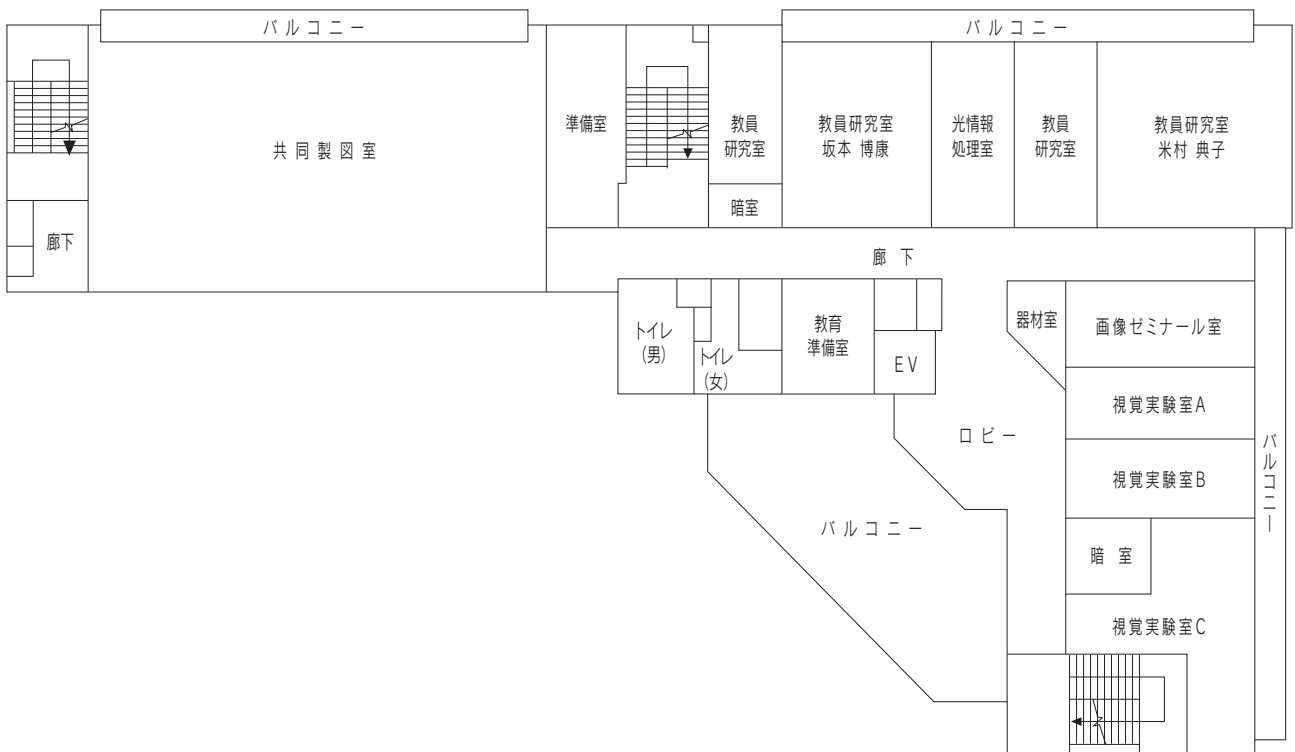 バルコニー
バルコニー
準備室
教員
研究室
教員研究室
坂本 博康
光情報
処理室
教員
研究室
教員研究室
米村 典子
共同製図室
暗室
廊下
廊下
トイレ
(男)
トイレ
(女)
教育
準備室
EV
器材室
画像ゼミナール室
視覚実験室A
ロビー
視覚実験室B
バルコニー
バルコニー
暗室
視覚実験室C